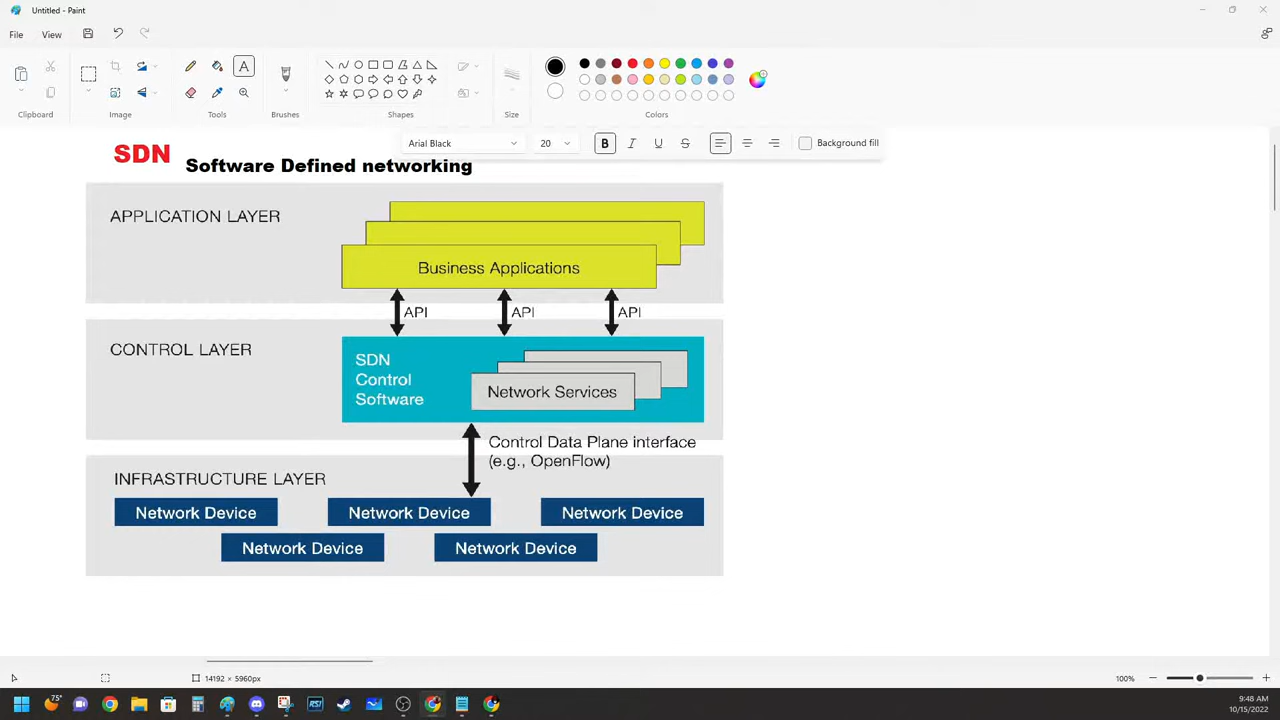 Untitled - Paint
File View
Clipboard Image Tools Brushes Shapes Size Colors
Arial Black 20 B I U S Background fill
SDN Software Defined networking
APPLICATION LAYER
Business Applications
API API API
CONTROL LAYER
SDN
Control
Software
Network Services
Control Data Plane interface
(e.g., OpenFlow)
INFRASTRUCTURE LAYER
Network Device Network Device Network Device
Network Device Network Device
14192 × 5960px 100%
75°
RSI
9:48 AM
10/15/2022